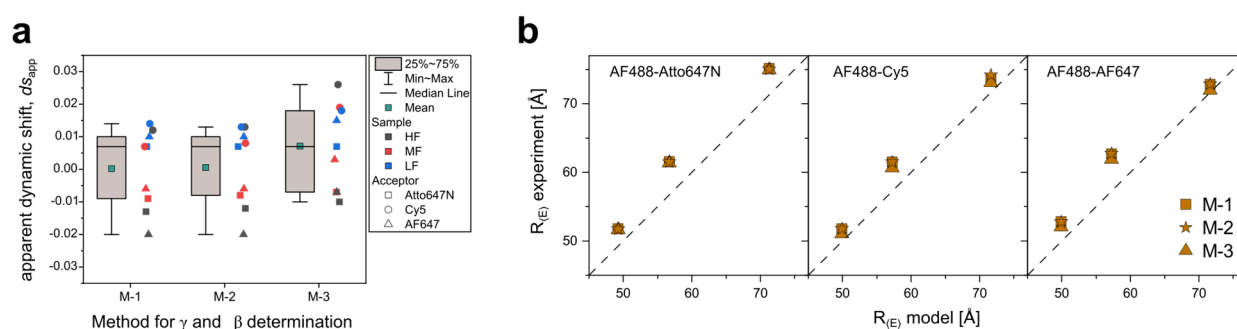 a
apparent dynamic shift, ds_app
0.03
0.02
0.01
0.00
-0.01
-0.02
-0.03
M-1
M-2
M-3
Method for γ and β determination
25%~75%
Min~Max
Median Line
Mean
Sample
HF
MF
LF
Acceptor
Atto647N
Cy5
AF647
b
R⟨E⟩ experiment [Å]
70
60
50
AF488-Atto647N
AF488-Cy5
AF488-AF647
M-1
M-2
M-3
50 60 70 50 60 70 50 60 70
R⟨E⟩ model [Å]